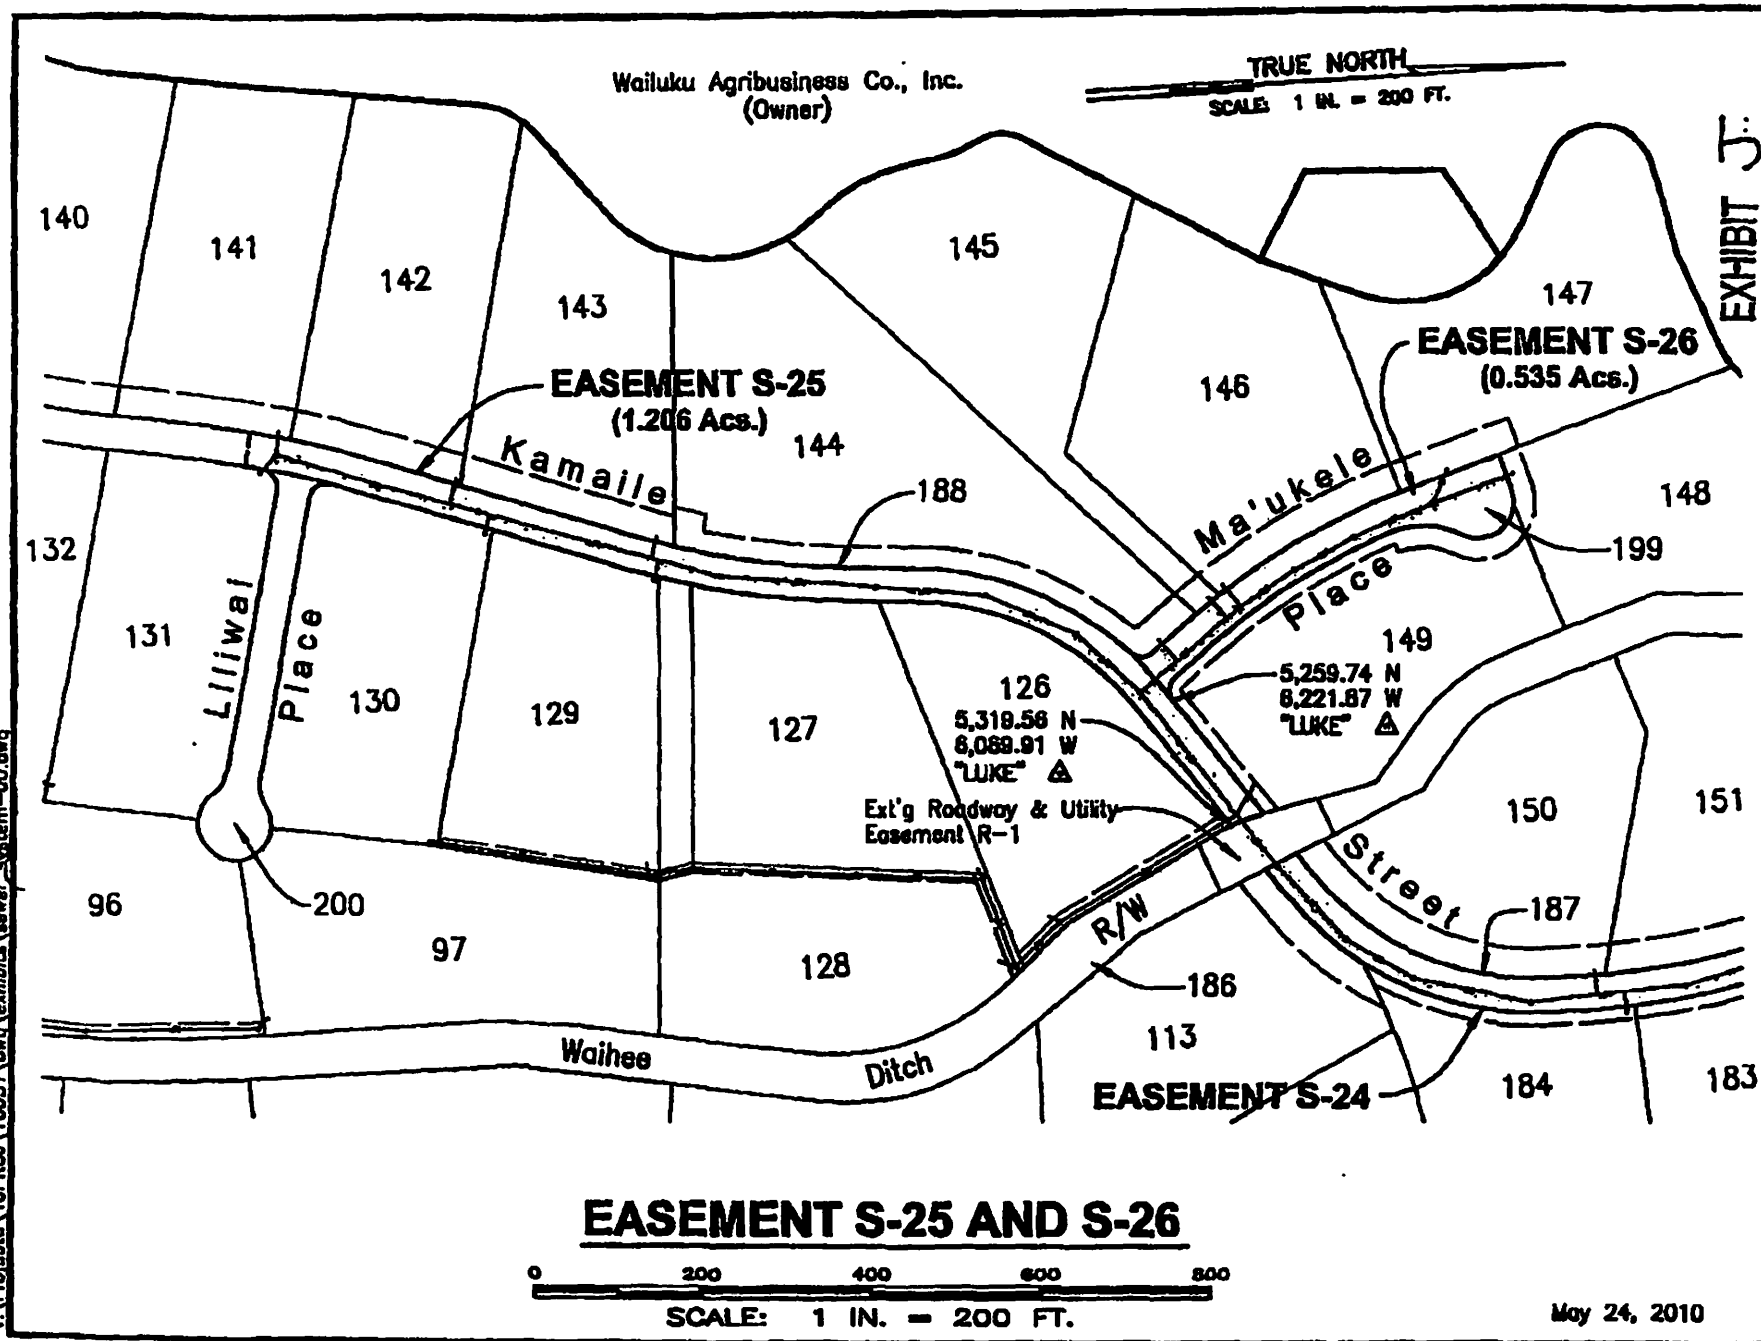 Wailuku Agribusiness Co., Inc.
(Owner)
TRUE NORTH
SCALE: 1 IN. = 200 FT.
EXHIBIT J:
140
141
142
143
144
145
146
147
EASEMENT S-25
(1.206 Acs.)
EASEMENT S-26
(0.535 Acs.)
Kamaile
188
Ma'ukele
Place
148
199
132
131
Liliwai
Place
130
129
127
126
5,319.56 N
6,069.91 W
"LUKE"
Ext'g Roadway & Utility
Easement R-1
149
5,259.74 N
6,221.87 W
"LUKE"
150
151
Street
187
96
200
97
128
R/W
186
113
Waihee
Ditch
EASEMENT S-24
184
183
EASEMENT S-25 AND S-26
0 200 400 600 800
SCALE: 1 IN. = 200 FT.
May 24, 2010